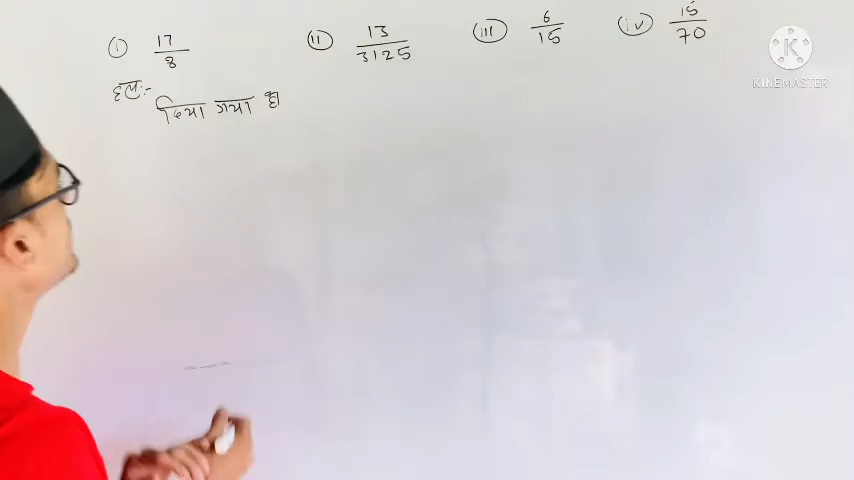 (i) 17/8 (ii) 13/3125 (iii) 6/15 (iv) 15/70
हल:-
दिया गया है
K
KINEMASTER